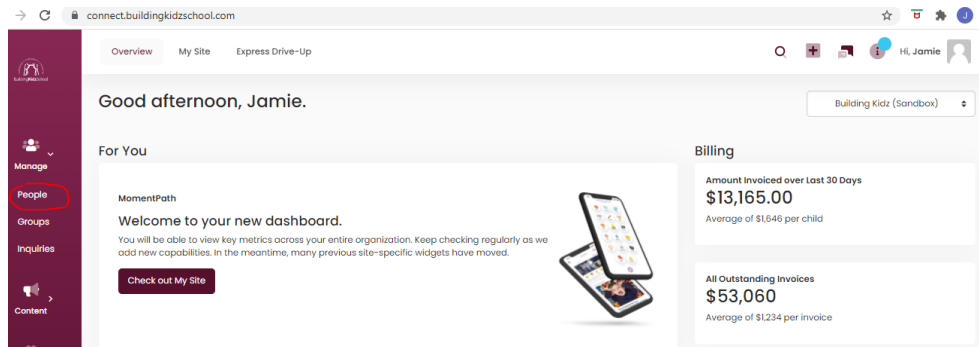 connect.buildingkidzschool.com
J
Overview My Site Express Drive-Up
Hi, Jamie
BuildingKidzSchool
Good afternoon, Jamie.
Building Kidz (Sandbox)
Manage
People
Groups
Inquiries
Content
For You
MomentPath
Welcome to your new dashboard.
You will be able to view key metrics across your entire organization. Keep checking regularly as we
add new capabilities. In the meantime, many previous site-specific widgets have moved.
Check out My Site
Billing
Amount Invoiced over Last 30 Days
$13,165.00
Average of $1,646 per child
All Outstanding Invoices
$53,060
Average of $1,234 per invoice